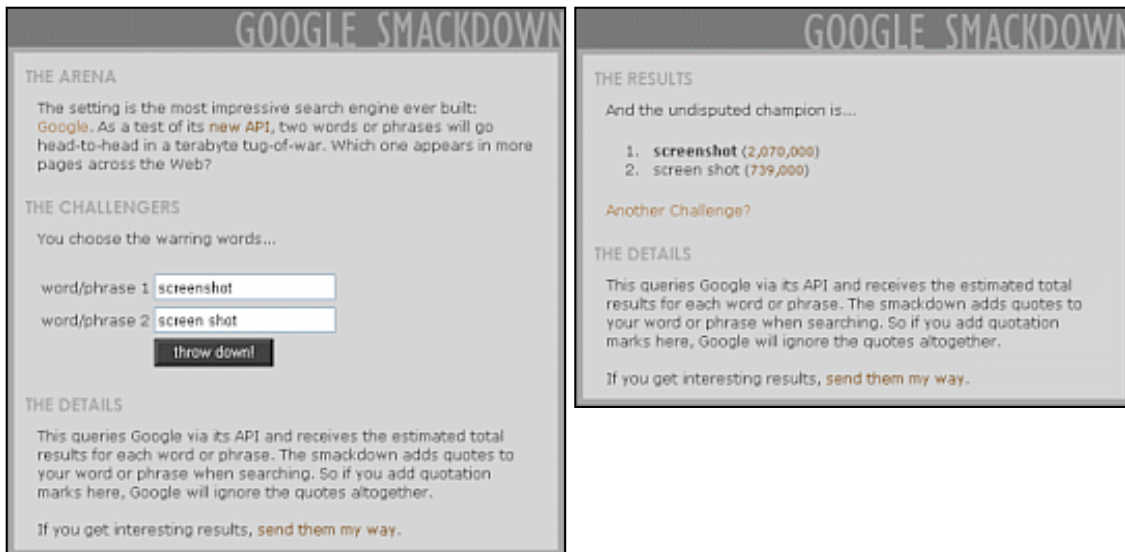 GOOGLE SMACKDOWN
THE ARENA
The setting is the most impressive search engine ever built:
Google. As a test of its new API, two words or phrases will go
head-to-head in a terabyte tug-of-war. Which one appears in more
pages across the Web?
THE CHALLENGERS
You choose the warring words...
word/phrase 1 screenshot
word/phrase 2 screen shot
throw down!
THE DETAILS
This queries Google via its API and receives the estimated total
results for each word or phrase. The smackdown adds quotes to
your word or phrase when searching. So if you add quotation
marks here, Google will ignore the quotes altogether.
If you get interesting results, send them my way.
GOOGLE SMACKDOWN
THE RESULTS
And the undisputed champion is...
1. screenshot (2,070,000)
2. screen shot (739,000)
Another Challenge?
THE DETAILS
This queries Google via its API and receives the estimated total
results for each word or phrase. The smackdown adds quotes to
your word or phrase when searching. So if you add quotation
marks here, Google will ignore the quotes altogether.
If you get interesting results, send them my way.